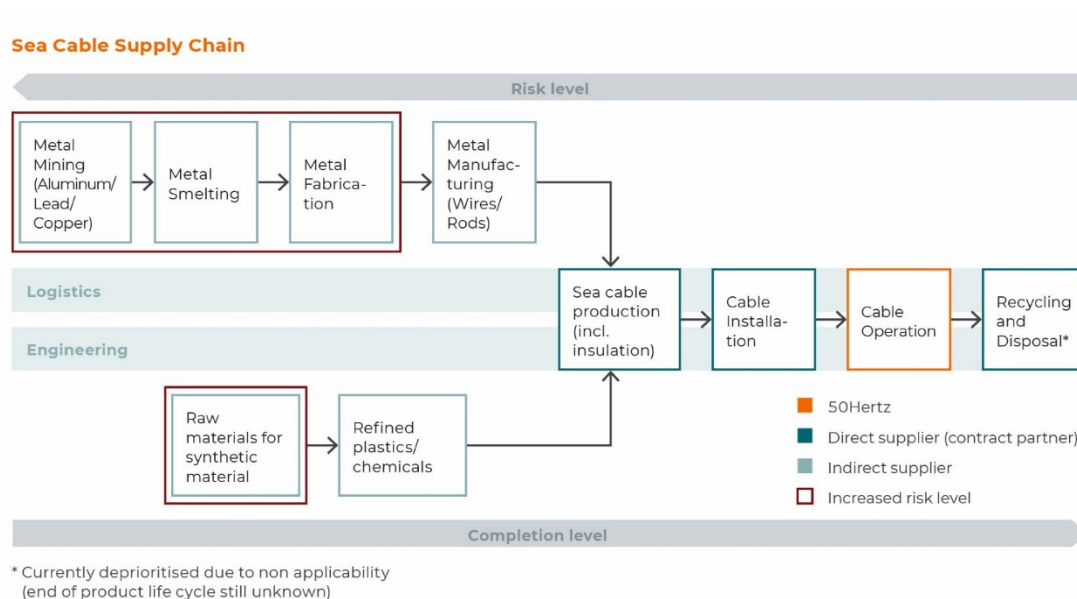 Sea Cable Supply Chain
Risk level
Metal
Mining
(Aluminum/
Lead/
Copper)
Metal
Smelting
Metal
Fabrica-
tion
Metal
Manufac-
turing
(Wires/
Rods)
Logistics
Engineering
Sea cable
production
(incl.
insulation)
Cable
Installa-
tion
Cable
Operation
Recycling
and
Disposal*
Raw
materials for
synthetic
material
Refined
plastics/
chemicals
50Hertz
Direct supplier (contract partner)
Indirect supplier
Increased risk level
Completion level
* Currently deprioritised due to non applicability
(end of product life cycle still unknown)